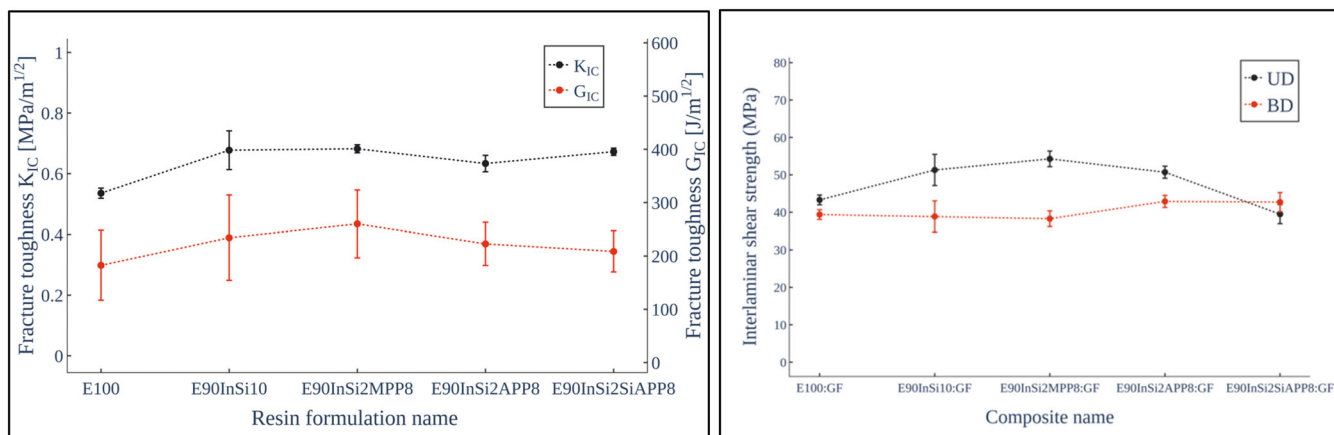 Fracture toughness K_IC [MPa/m^1/2]
1
0.8
0.6
0.4
0.2
0
K_IC
G_IC
600
500
400
300
200
100
0
Fracture toughness G_IC [J/m^1/2]
E100
E90InSi10
E90InSi2MPP8
E90InSi2APP8
E90InSi2SiAPP8
Resin formulation name
Interlaminar shear strength (MPa)
80
70
60
50
40
30
20
10
0
UD
BD
E100:GF
E90InSi10:GF
E90InSi2MPP8:GF
E90InSi2APP8:GF
E90InSi2SiAPP8:GF
Composite name